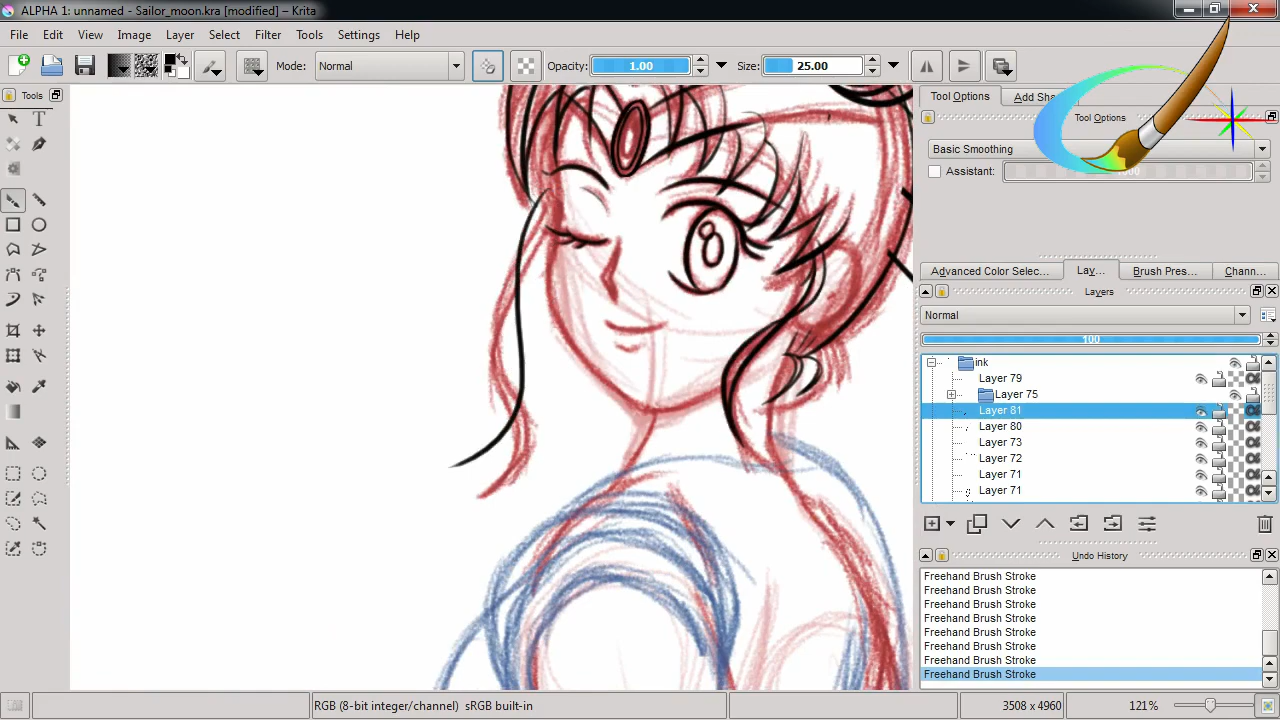 ALPHA 1: unnamed - Sailor_moon.kra [modified] – Krita
File Edit View Image Layer Select Filter Tools Settings Help
Mode: Normal Opacity: 1.00 Size: 25.00
Tools
Tool Options Add Sha
Tool Options
Basic Smoothing
Assistant:
Advanced Color Selec... Lay... Brush Pres... Chann...
Layers
Normal
100
ink
Layer 79
Layer 75
Layer 81
Layer 80
Layer 73
Layer 72
Layer 71
Layer 71
Undo History
Freehand Brush Stroke
Freehand Brush Stroke
Freehand Brush Stroke
Freehand Brush Stroke
Freehand Brush Stroke
Freehand Brush Stroke
Freehand Brush Stroke
Freehand Brush Stroke
RGB (8-bit integer/channel) sRGB built-in 3508 x 4960 121%